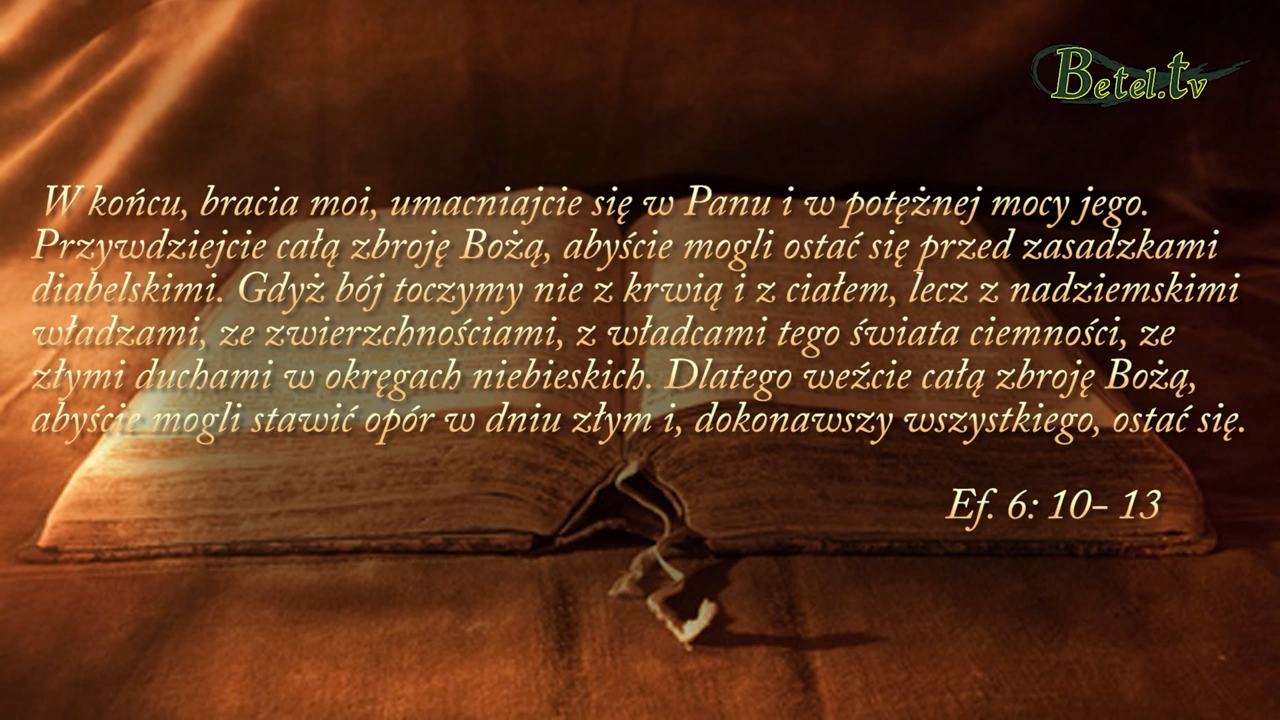 Betel.tv
W końcu, bracia moi, umacniajcie się w Panu i w potężnej mocy jego.
Przywdziejcie całą zbroję Bożą, abyście mogli ostać się przed zasadzkami
diabelskimi. Gdyż bój toczymy nie z krwią i z ciałem, lecz z nadziemskimi
władzami, ze zwierzchnościami, z władcami tego świata ciemności, ze
złymi duchami w okręgach niebieskich. Dlatego weźcie całą zbroję Bożą,
abyście mogli stawić opór w dniu złym i, dokonawszy wszystkiego, ostać się.
Ef. 6: 10– 13